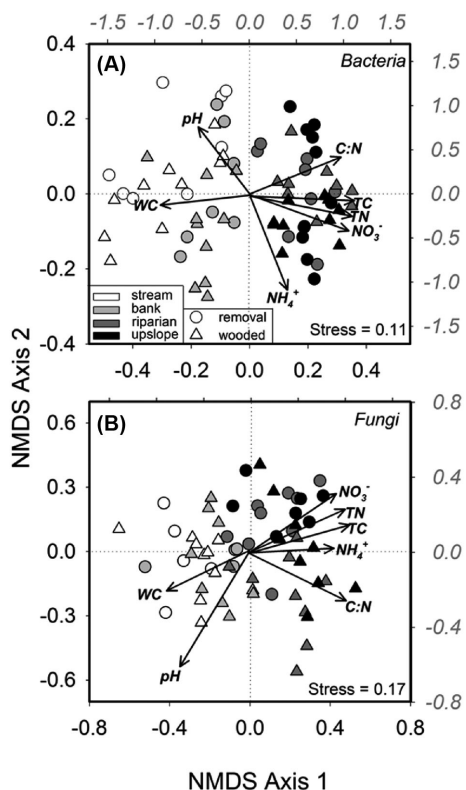 -1.5 -1.0 -0.5 0.0 0.5 1.0 1.5
0.4
(A)
Bacteria
1.5
0.2
pH
1.0
C:N
0.5
0.0
WC
TC
TN
0.0
NO3-
-0.5
-0.2
NH4+
-1.0
stream
bank
riparian
upslope
removal
wooded
Stress = 0.11
-1.5
-0.4
-0.4 -0.2 0.0 0.2 0.4
NMDS Axis 2
(B)
Fungi
0.8
0.6
0.3
NO3-
0.4
TN
TC
0.0
NH4+
0.0
WC
C:N
-0.3
-0.4
pH
-0.6
Stress = 0.17
-0.8
-0.8 -0.4 0.0 0.4 0.8
NMDS Axis 1